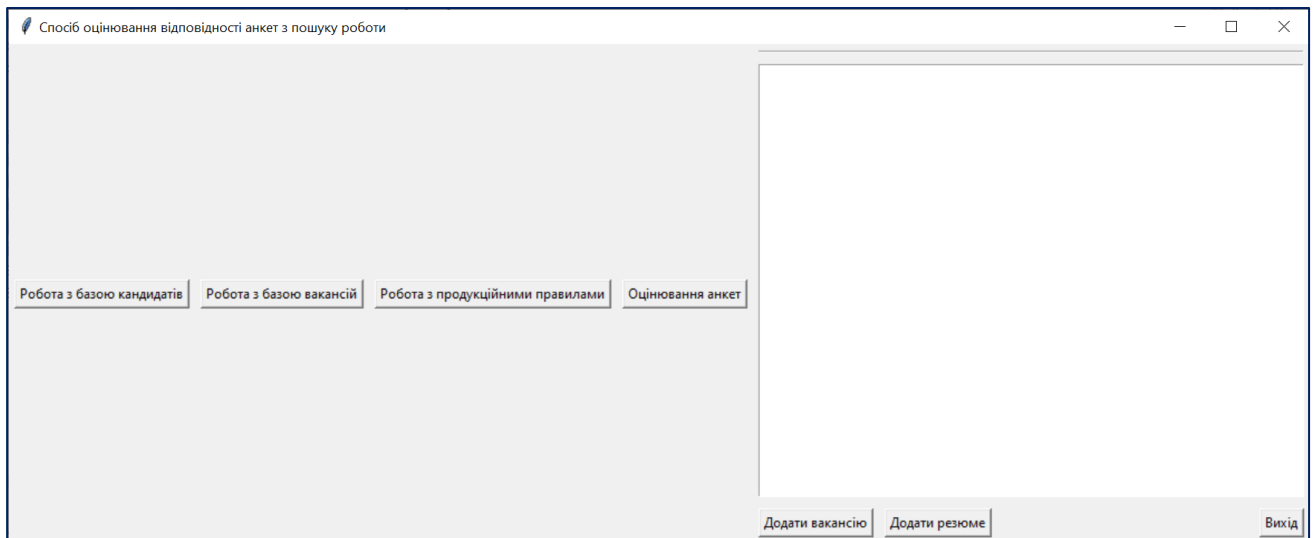 Спосіб оцінювання відповідності анкет з пошуку роботи
Робота з базою кандидатів Робота з базою вакансій Робота з продукційними правилами Оцінювання анкет
Додати вакансію Додати резюме Вихід